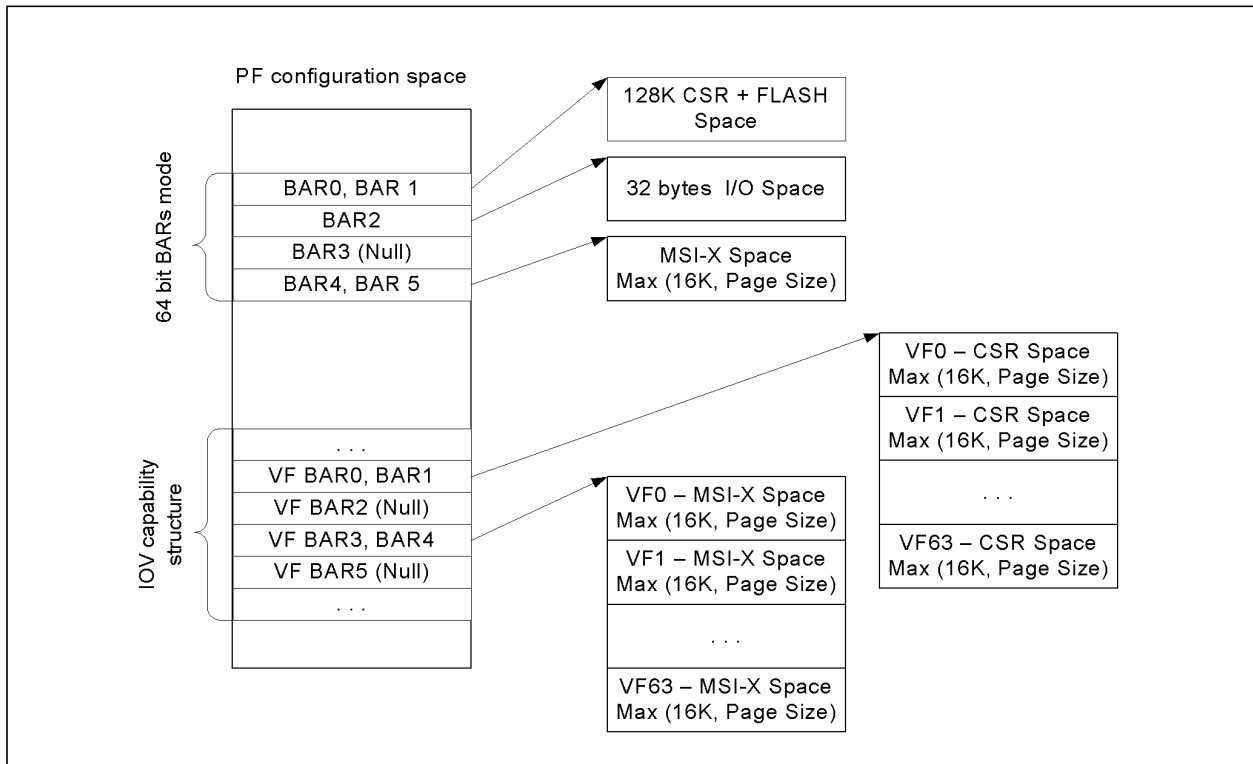 PF configuration space
64 bit BARs mode
BAR0, BAR 1
BAR2
BAR3 (Null)
BAR4, BAR 5
128K CSR + FLASH
Space
32 bytes I/O Space
MSI-X Space
Max (16K, Page Size)
IOV capability
structure
. . .
VF BAR0, BAR1
VF BAR2 (Null)
VF BAR3, BAR4
VF BAR5 (Null)
. . .
VF0 – MSI-X Space
Max (16K, Page Size)
VF1 – MSI-X Space
Max (16K, Page Size)
. . .
VF63 – MSI-X Space
Max (16K, Page Size)
VF0 – CSR Space
Max (16K, Page Size)
VF1 – CSR Space
Max (16K, Page Size)
. . .
VF63 – CSR Space
Max (16K, Page Size)